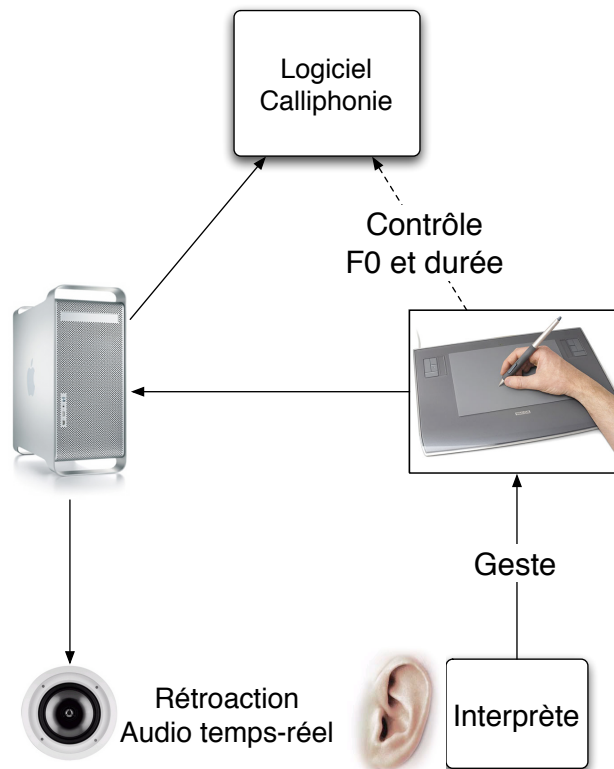 Logiciel
Calliphonie
Contrôle
F0 et durée
Geste
Rétroaction
Audio temps-réel
Interprète